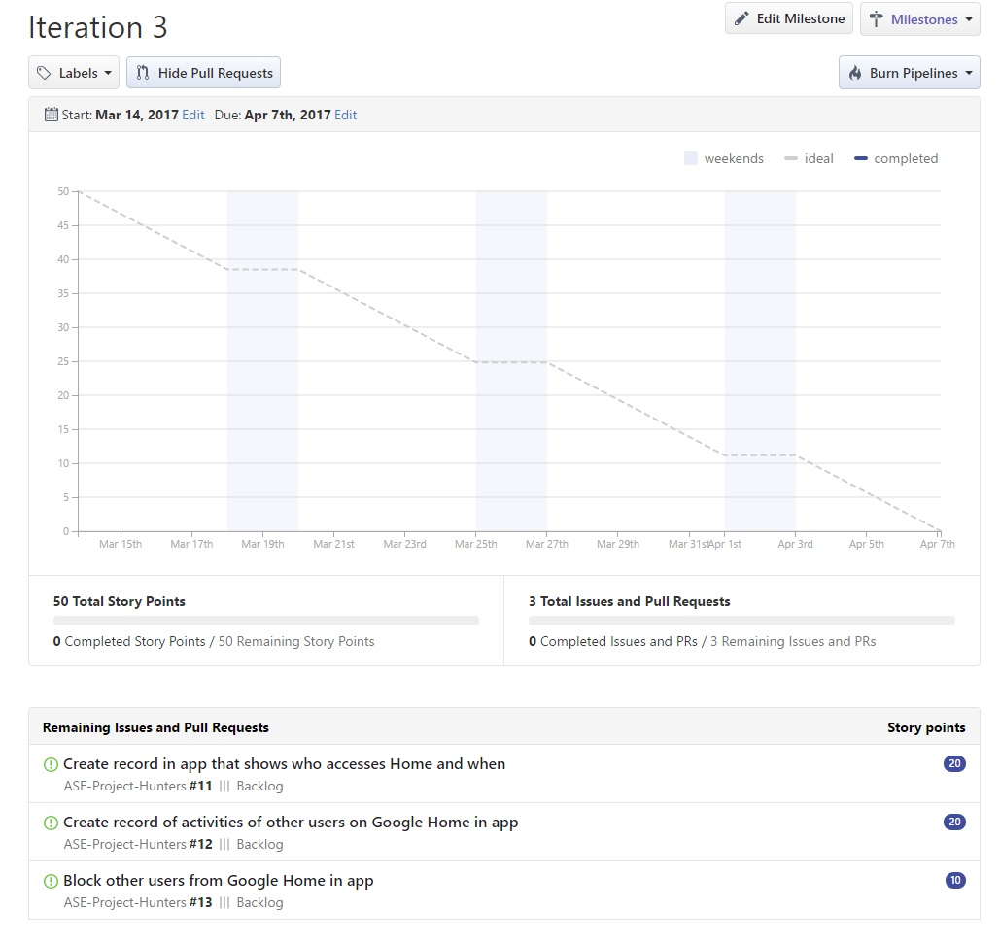 Iteration 3
Edit Milestone
Milestones
Labels
Hide Pull Requests
Burn Pipelines
Start: Mar 14, 2017 Edit Due: Apr 7th, 2017 Edit
weekends ideal completed
50
45
40
35
30
25
20
15
10
5
0
Mar 15th Mar 17th Mar 19th Mar 21st Mar 23rd Mar 25th Mar 27th Mar 29th Mar 31st Apr 1st Apr 3rd Apr 5th Apr 7th
50 Total Story Points
0 Completed Story Points / 50 Remaining Story Points
3 Total Issues and Pull Requests
0 Completed Issues and PRs / 3 Remaining Issues and PRs
Remaining Issues and Pull Requests Story points
Create record in app that shows who accesses Home and when 20
ASE-Project-Hunters #11 Backlog
Create record of activities of other users on Google Home in app 20
ASE-Project-Hunters #12 Backlog
Block other users from Google Home in app 10
ASE-Project-Hunters #13 Backlog